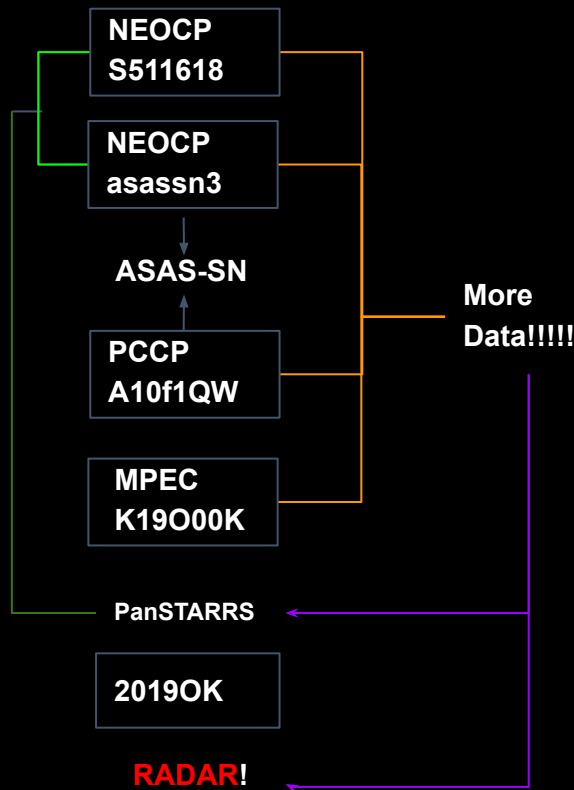 NEOCP
S511618
NEOCP
asassn3
ASAS-SN
PCCP
A10f1QW
More
Data!!!!!
MPEC
K19O00K
PanSTARRS
2019OK
RADAR!